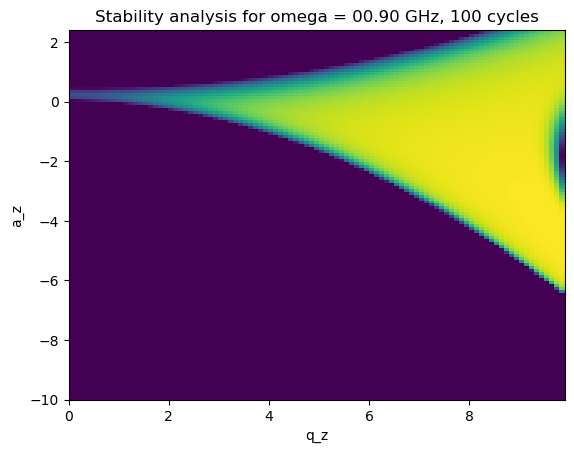 Stability analysis for omega = 00.90 GHz, 100 cycles
2
0
−2
−4
−6
−8
−10
a_z
0 2 4 6 8
q_z